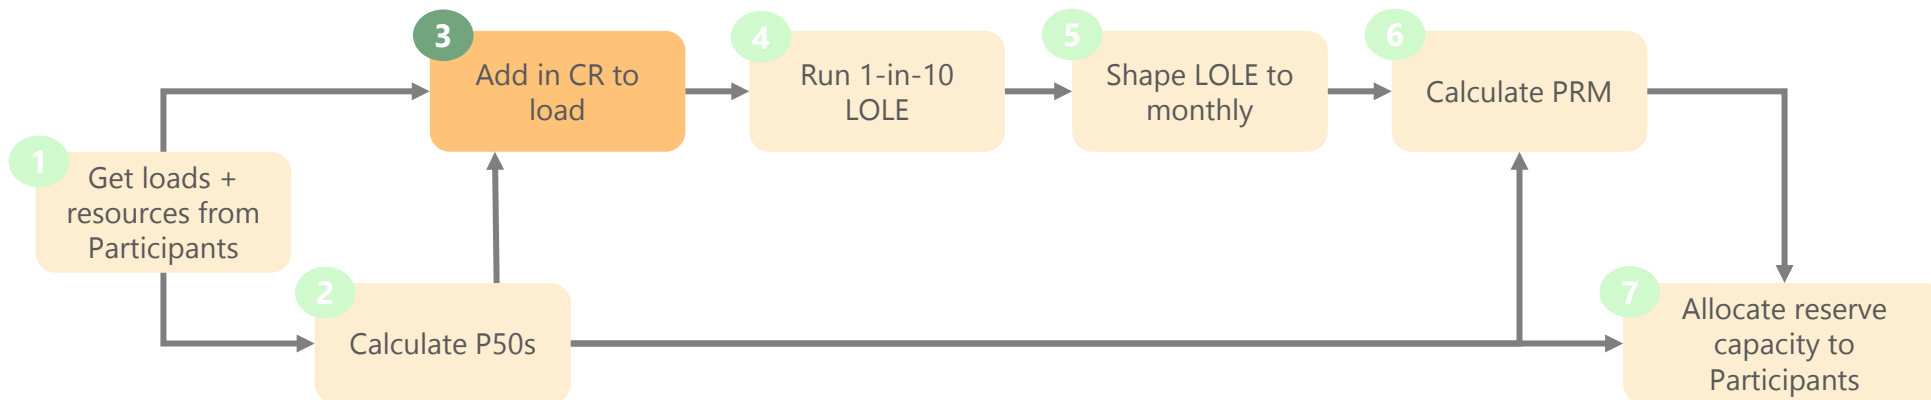 1
Get loads +
resources from
Participants
2
Calculate P50s
3
Add in CR to
load
4
Run 1-in-10
LOLE
5
Shape LOLE to
monthly
6
Calculate PRM
7
Allocate reserve
capacity to
Participants